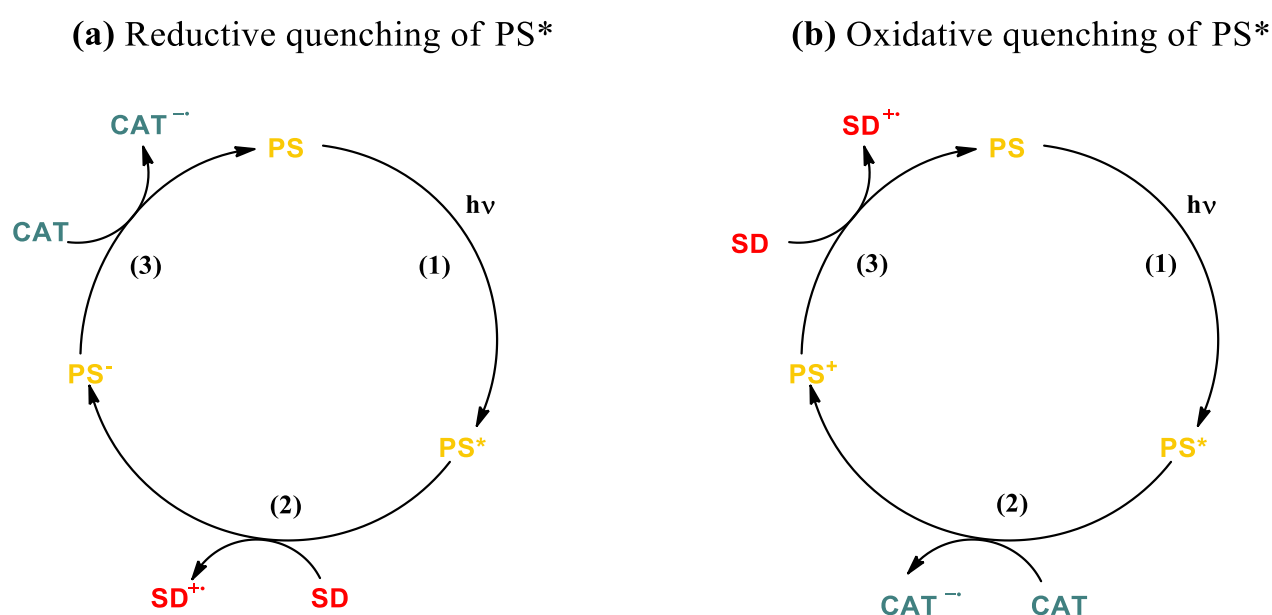 (a) Reductive quenching of PS*
CAT⁻·
PS
hν
CAT
(3)
(1)
PS⁻
PS*
(2)
SD⁺·
SD
(b) Oxidative quenching of PS*
SD⁺·
PS
hν
SD
(3)
(1)
PS⁺
PS*
(2)
CAT⁻·
CAT